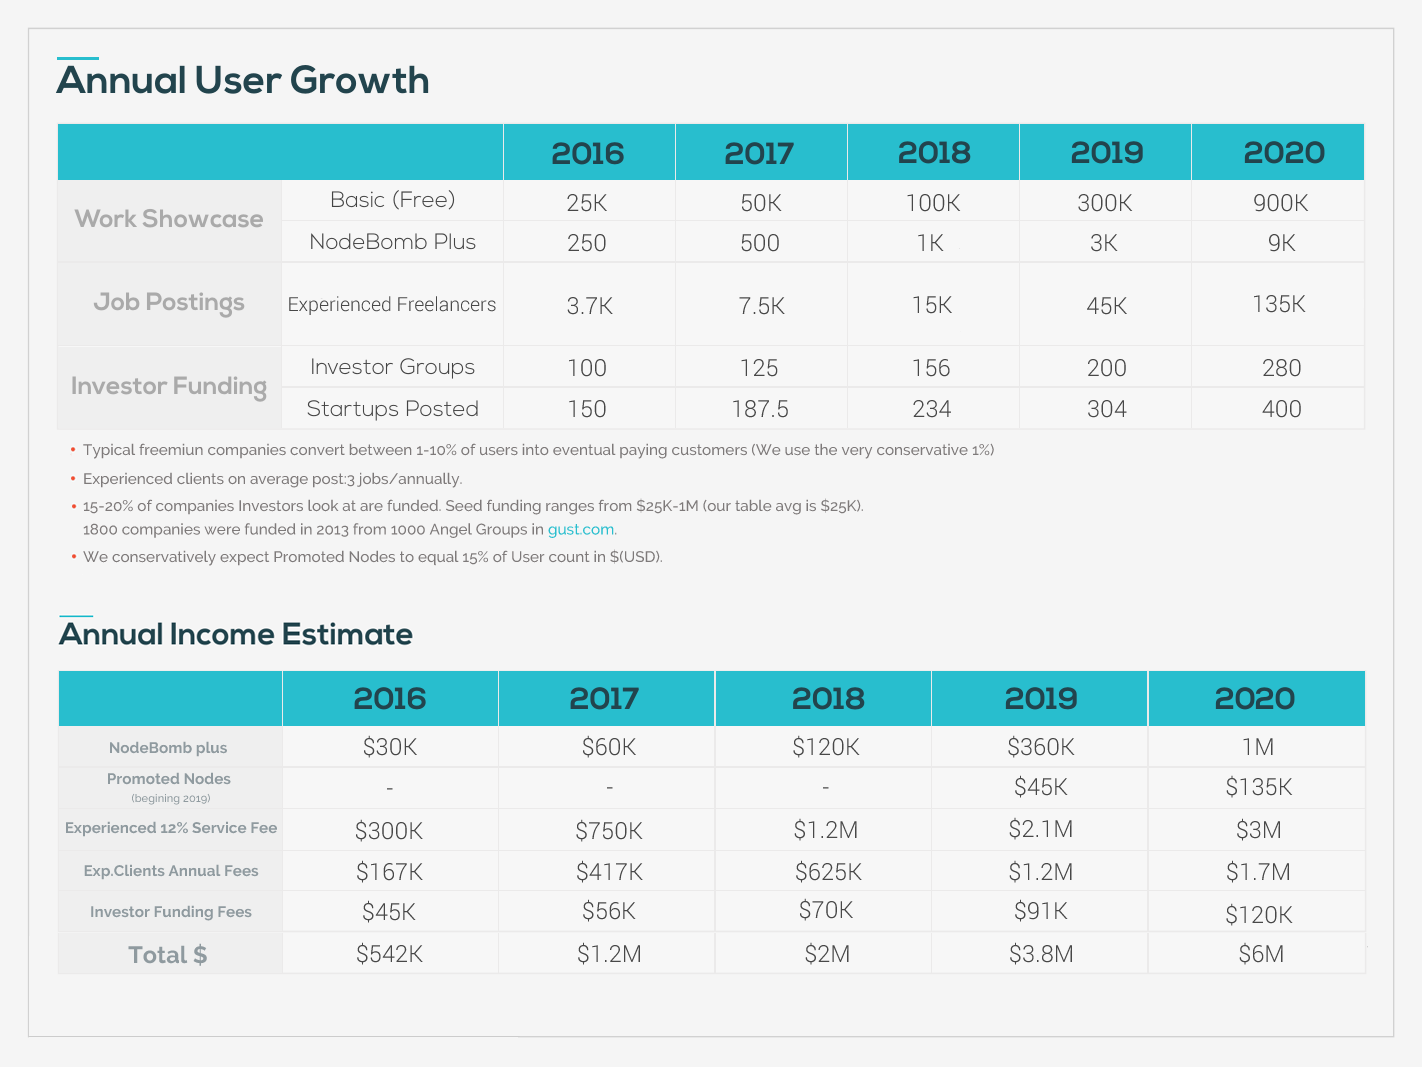 Annual User Growth
2016 2017 2018 2019 2020
Work Showcase
Basic (Free) 25K 50K 100K 300K 900K
NodeBomb Plus 250 500 1K 3K 9K
Job Postings
Experienced Freelancers 3.7K 7.5K 15K 45K 135K
Investor Funding
Investor Groups 100 125 156 200 280
Startups Posted 150 187.5 234 304 400
• Typical freemiun companies convert between 1-10% of users into eventual paying customers (We use the very conservative 1%)
• Experienced clients on average post:3 jobs/annually.
• 15-20% of companies Investors look at are funded. Seed funding ranges from $25K-1M (our table avg is $25K).
1800 companies were funded in 2013 from 1000 Angel Groups in gust.com.
• We conservatively expect Promoted Nodes to equal 15% of User count in $(USD).
Annual Income Estimate
2016 2017 2018 2019 2020
NodeBomb plus $30K $60K $120K $360K 1M
Promoted Nodes - - - $45K $135K
(begining 2019)
Experienced 12% Service Fee $300K $750K $1.2M $2.1M $3M
Exp.Clients Annual Fees $167K $417K $625K $1.2M $1.7M
Investor Funding Fees $45K $56K $70K $91K $120K
Total $ $542K $1.2M $2M $3.8M $6M